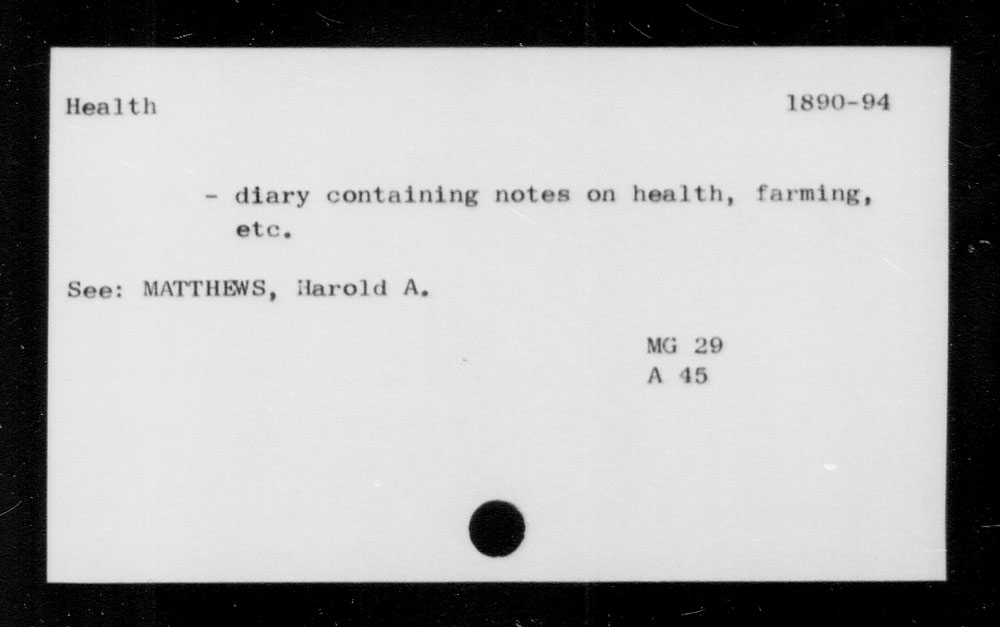 Health 1890-94
- diary containing notes on health, farming,
etc.
See: MATTHEWS, Harold A.
MG 29
A 45